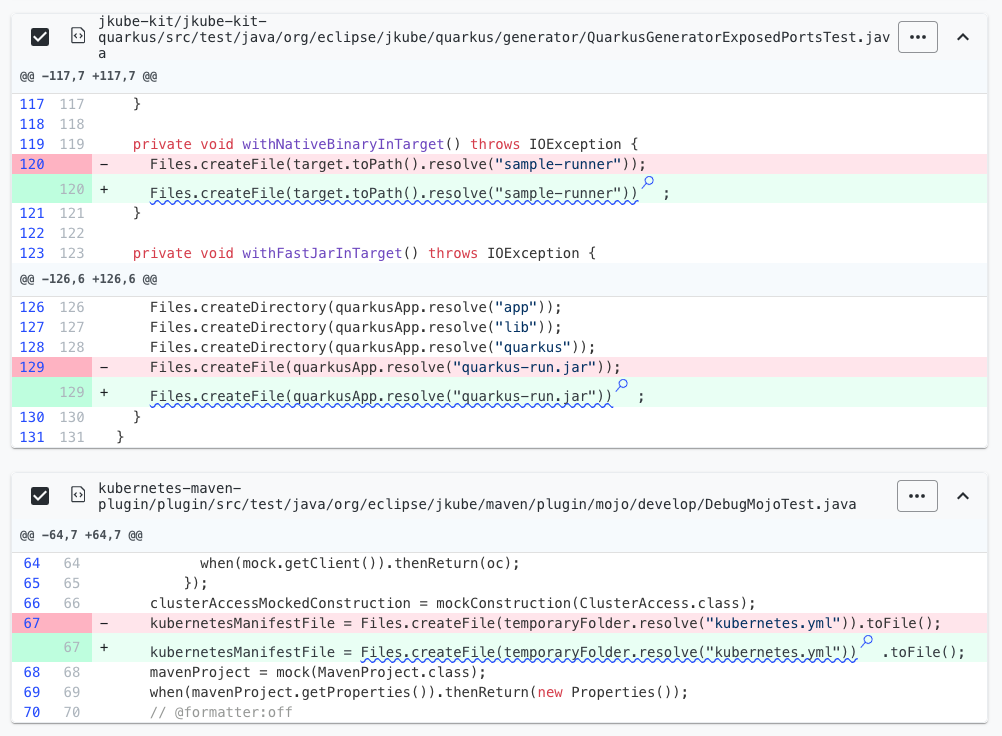 jkube-kit/jkube-kit-
quarkus/src/test/java/org/eclipse/jkube/quarkus/generator/QuarkusGeneratorExposedPortsTest.jav
a
@@ -117,7 +117,7 @@
117 117 }
118 118
119 119 private void withNativeBinaryInTarget() throws IOException {
120 - Files.createFile(target.toPath().resolve("sample-runner"));
120 + Files.createFile(target.toPath().resolve("sample-runner")) ;
121 121 }
122 122
123 123 private void withFastJarInTarget() throws IOException {
@@ -126,6 +126,6 @@
126 126 Files.createDirectory(quarkusApp.resolve("app"));
127 127 Files.createDirectory(quarkusApp.resolve("lib"));
128 128 Files.createDirectory(quarkusApp.resolve("quarkus"));
129 - Files.createFile(quarkusApp.resolve("quarkus-run.jar"));
129 + Files.createFile(quarkusApp.resolve("quarkus-run.jar")) ;
130 130 }
131 131 }
kubernetes-maven-
plugin/plugin/src/test/java/org/eclipse/jkube/maven/plugin/mojo/develop/DebugMojoTest.java
@@ -64,7 +64,7 @@
64 64 when(mock.getClient()).thenReturn(oc);
65 65 });
66 66 clusterAccessMockedConstruction = mockConstruction(ClusterAccess.class);
67 - kubernetesManifestFile = Files.createFile(temporaryFolder.resolve("kubernetes.yml")).toFile();
67 + kubernetesManifestFile = Files.createFile(temporaryFolder.resolve("kubernetes.yml")) .toFile();
68 68 mavenProject = mock(MavenProject.class);
69 69 when(mavenProject.getProperties()).thenReturn(new Properties());
70 70 // @formatter:off